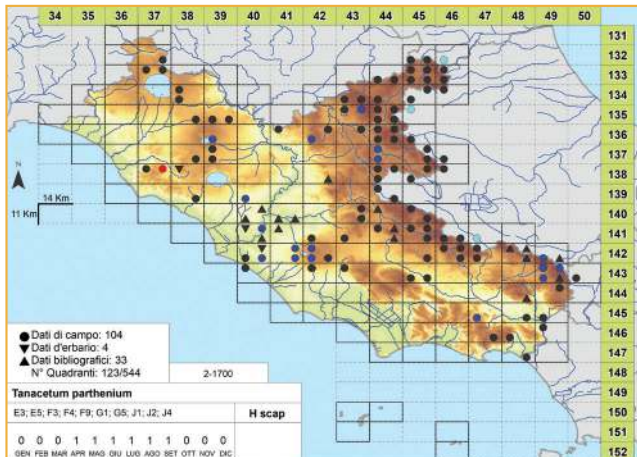 34 35 36 37 38 39 40 41 42 43 44 45 46 47 48 49 50
131
132
133
134
135
136
137
138
139
140
141
142
143
144
145
146
147
148
149
150
151
152
N
14 Km
11 Km
Dati di campo: 104
Dati d'erbario: 4
Dati bibliografici: 33
N° Quadranti: 123/544
2-1700
Tanacetum parthenium
E3; E5; F3; F4; F9; G1; G5; J1; J2; J4
H scap
0 0 0 1 1 1 1 1 1 0 0 0
GEN FEB MAR APR MAG GIU LUG AGO SET OTT NOV DIC